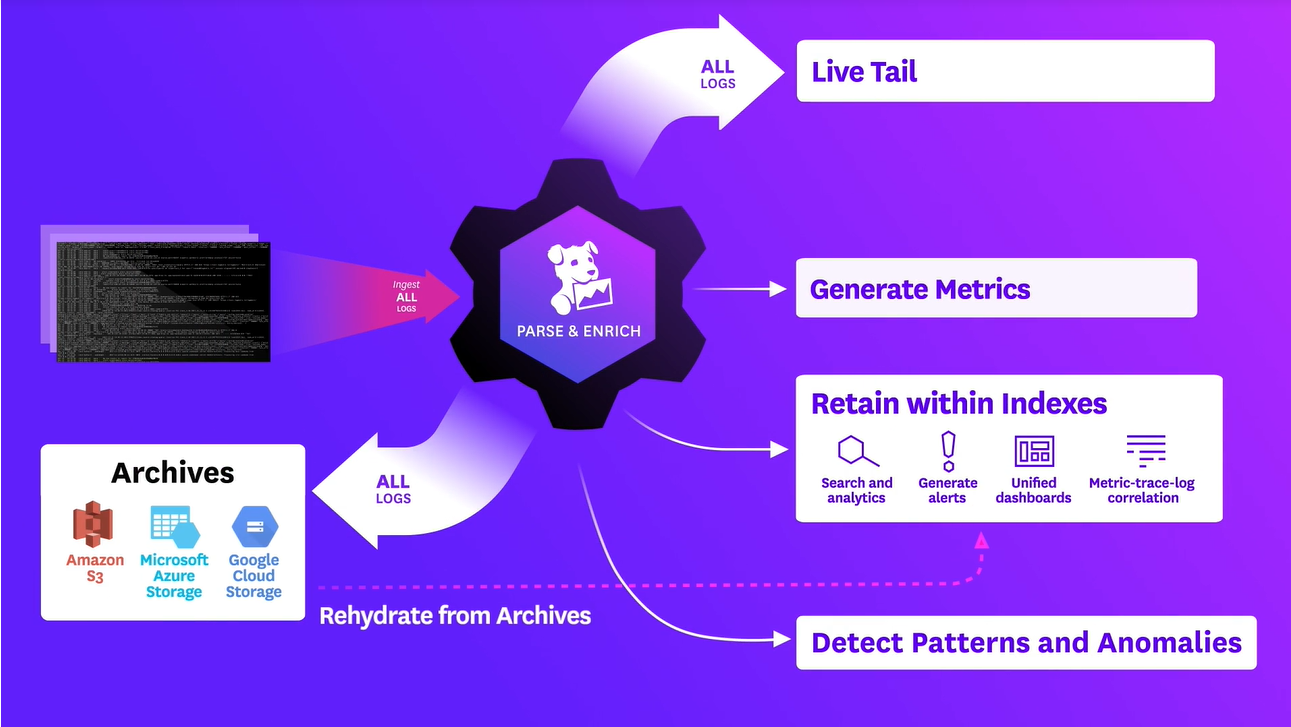 ALL
LOGS
Live Tail
Ingest
ALL
LOGS
PARSE & ENRICH
Generate Metrics
Retain within Indexes
Search and
analytics
Generate
alerts
Unified
dashboards
Metric-trace-log
correlation
ALL
LOGS
Archives
Amazon
S3
Microsoft
Azure
Storage
Google
Cloud
Storage
Rehydrate from Archives
Detect Patterns and Anomalies